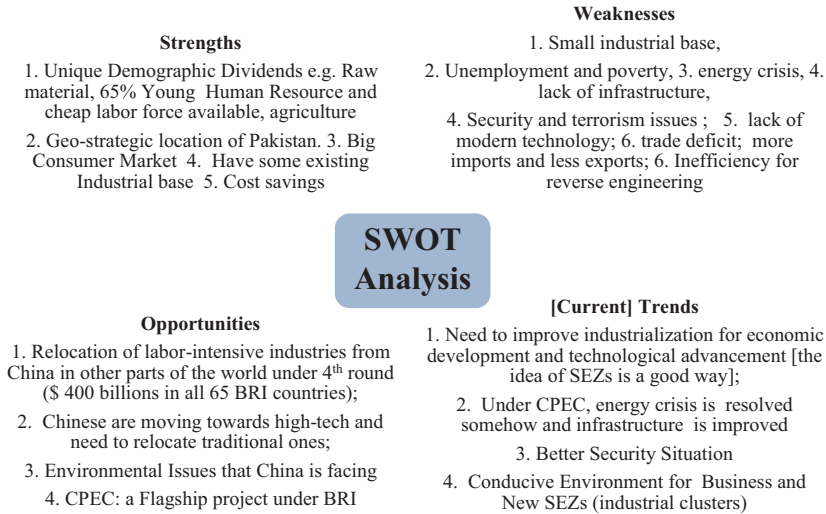 Strengths
1. Unique Demographic Dividends e.g. Raw
material, 65% Young Human Resource and
cheap labor force available, agriculture
2. Geo-strategic location of Pakistan. 3. Big
Consumer Market 4. Have some existing
Industrial base 5. Cost savings
Weaknesses
1. Small industrial base,
2. Unemployment and poverty, 3. energy crisis, 4.
lack of infrastructure,
4. Security and terrorism issues ; 5. lack of
modern technology; 6. trade deficit; more
imports and less exports; 6. Inefficiency for
reverse engineering
SWOT
Analysis
Opportunities
1. Relocation of labor-intensive industries from
China in other parts of the world under 4th round
($ 400 billions in all 65 BRI countries);
2. Chinese are moving towards high-tech and
need to relocate traditional ones;
3. Environmental Issues that China is facing
4. CPEC: a Flagship project under BRI
[Current] Trends
1. Need to improve industrialization for economic
development and technological advancement [the
idea of SEZs is a good way];
2. Under CPEC, energy crisis is resolved
somehow and infrastructure is improved
3. Better Security Situation
4. Conducive Environment for Business and
New SEZs (industrial clusters)